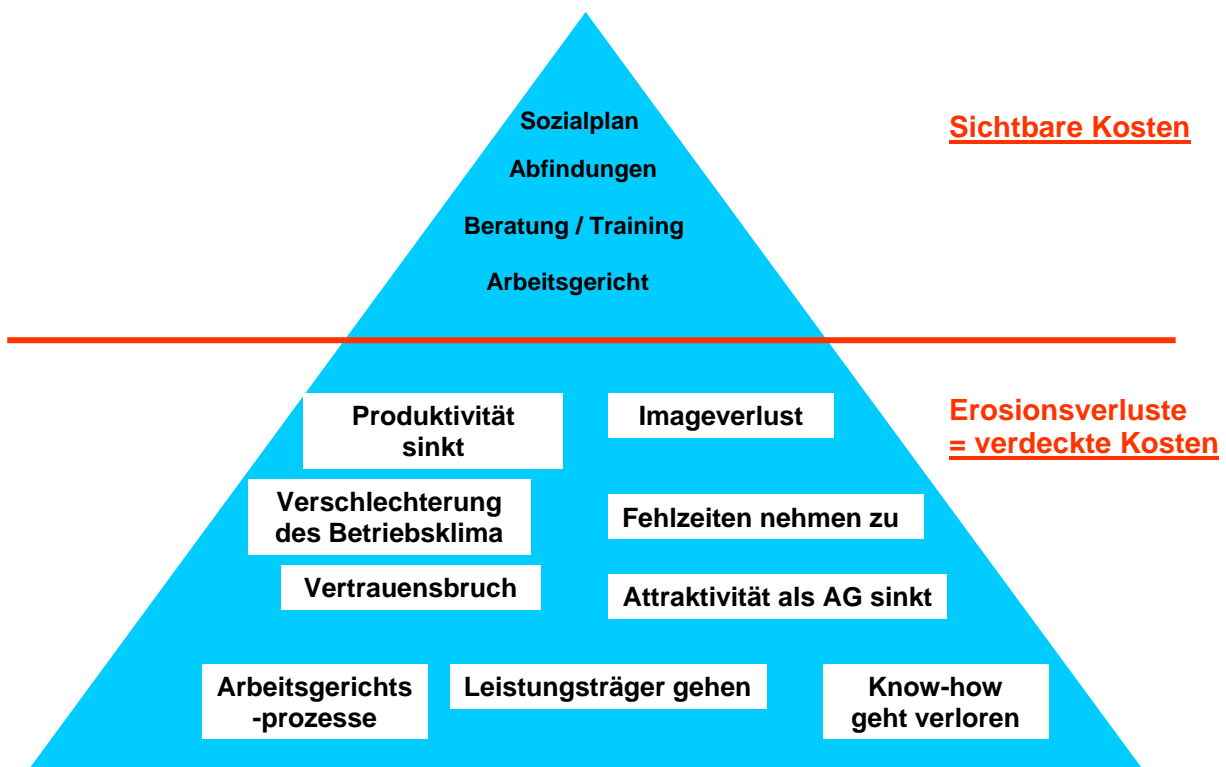 Sozialplan
Sichtbare Kosten
Abfindungen
Beratung / Training
Arbeitsgericht
Produktivität
sinkt
Imageverlust
Erosionsverluste
= verdeckte Kosten
Verschlechterung
des Betriebsklima
Fehlzeiten nehmen zu
Vertrauensbruch
Attraktivität als AG sinkt
Arbeitsgerichts
-prozesse
Leistungsträger gehen
Know-how
geht verloren